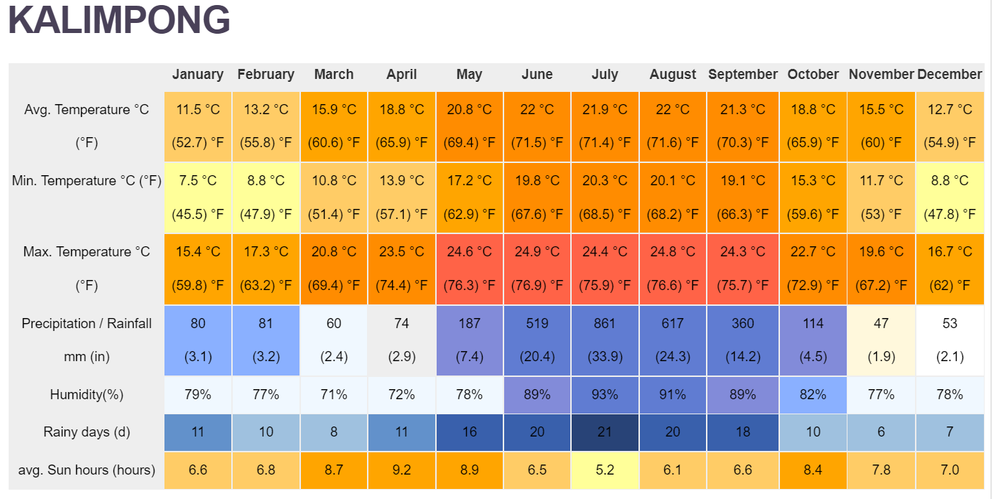 KALIMPONG
January February March April May June July August September October November December
Avg. Temperature °C 11.5 °C 13.2 °C 15.9 °C 18.8 °C 20.8 °C 22 °C 21.9 °C 22 °C 21.3 °C 18.8 °C 15.5 °C 12.7 °C
(°F) (52.7) °F (55.8) °F (60.6) °F (65.9) °F (69.4) °F (71.5) °F (71.4) °F (71.6) °F (70.3) °F (65.9) °F (60) °F (54.9) °F
Min. Temperature °C (°F) 7.5 °C 8.8 °C 10.8 °C 13.9 °C 17.2 °C 19.8 °C 20.3 °C 20.1 °C 19.1 °C 15.3 °C 11.7 °C 8.8 °C
(45.5) °F (47.9) °F (51.4) °F (57.1) °F (62.9) °F (67.6) °F (68.5) °F (68.2) °F (66.3) °F (59.6) °F (53) °F (47.8) °F
Max. Temperature °C 15.4 °C 17.3 °C 20.8 °C 23.5 °C 24.6 °C 24.9 °C 24.4 °C 24.8 °C 24.3 °C 22.7 °C 19.6 °C 16.7 °C
(°F) (59.8) °F (63.2) °F (69.4) °F (74.4) °F (76.3) °F (76.9) °F (75.9) °F (76.6) °F (75.7) °F (72.9) °F (67.2) °F (62) °F
Precipitation / Rainfall 80 81 60 74 187 519 861 617 360 114 47 53
mm (in) (3.1) (3.2) (2.4) (2.9) (7.4) (20.4) (33.9) (24.3) (14.2) (4.5) (1.9) (2.1)
Humidity(%) 79% 77% 71% 72% 78% 89% 93% 91% 89% 82% 77% 78%
Rainy days (d) 11 10 8 11 16 20 21 20 18 10 6 7
avg. Sun hours (hours) 6.6 6.8 8.7 9.2 8.9 6.5 5.2 6.1 6.6 8.4 7.8 7.0